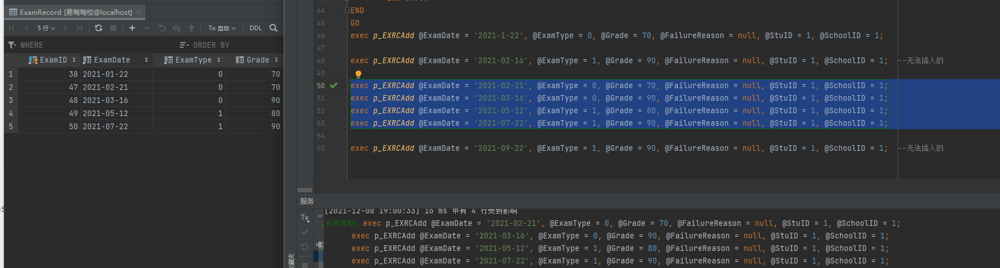 ExamRecord [易驾驾校@localhost]
5 行
Tx: 自动
DDL
WHERE
ORDER BY
ExamID ExamDate ExamType Grade
1 38 2021-01-22 0 70
2 47 2021-02-21 0 70
3 48 2021-03-16 0 90
4 49 2021-05-12 1 80
5 50 2021-07-22 1 90
44 END
45 GO
46 exec p_EXRCAdd @ExamDate = '2021-1-22', @ExamType = 0, @Grade = 70, @FailureReason = null, @StuID = 1, @SchoolID = 1;
47
48 exec p_EXRCAdd @ExamDate = '2021-02-16', @ExamType = 1, @Grade = 90, @FailureReason = null, @StuID = 1, @SchoolID = 1; --无法插入的
49
50 exec p_EXRCAdd @ExamDate = '2021-02-21', @ExamType = 0, @Grade = 70, @FailureReason = null, @StuID = 1, @SchoolID = 1;
51 exec p_EXRCAdd @ExamDate = '2021-03-16', @ExamType = 0, @Grade = 90, @FailureReason = null, @StuID = 1, @SchoolID = 1;
52 exec p_EXRCAdd @ExamDate = '2021-05-12', @ExamType = 1, @Grade = 80, @FailureReason = null, @StuID = 1, @SchoolID = 1;
53 exec p_EXRCAdd @ExamDate = '2021-07-22', @ExamType = 1, @Grade = 90, @FailureReason = null, @StuID = 1, @SchoolID = 1;
54
55 exec p_EXRCAdd @ExamDate = '2021-09-22', @ExamType = 1, @Grade = 90, @FailureReason = null, @StuID = 1, @SchoolID = 1; --无法插入的
服务
Tx
[2021-12-08 19:00:33] 16 ms 中有 4 行受到影响
易驾驾校> exec p_EXRCAdd @ExamDate = '2021-02-21', @ExamType = 0, @Grade = 70, @FailureReason = null, @StuID = 1, @SchoolID = 1;
exec p_EXRCAdd @ExamDate = '2021-03-16', @ExamType = 0, @Grade = 90, @FailureReason = null, @StuID = 1, @SchoolID = 1;
exec p_EXRCAdd @ExamDate = '2021-05-12', @ExamType = 1, @Grade = 80, @FailureReason = null, @StuID = 1, @SchoolID = 1;
exec p_EXRCAdd @ExamDate = '2021-07-22', @ExamType = 1, @Grade = 90, @FailureReason = null, @StuID = 1, @SchoolID = 1;